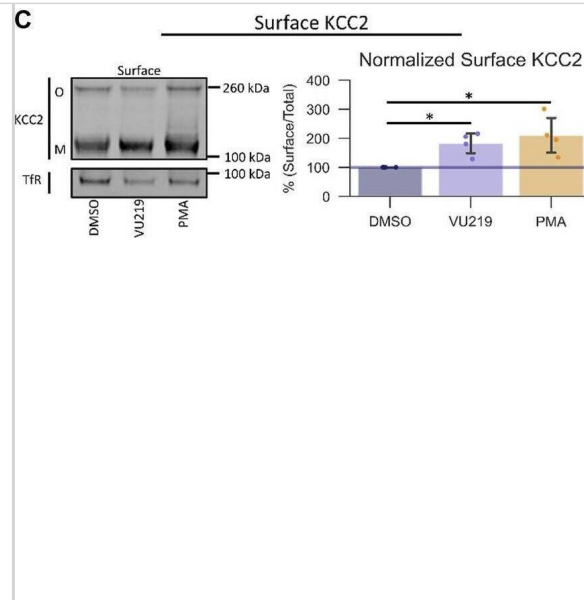 C
Surface KCC2
Surface
KCC2
O
M
TfR
260 kDa
100 kDa
100 kDa
DMSO
VU219
PMA
Normalized Surface KCC2
% (Surface/Total)
400
300
200
100
0
*
*
DMSO
VU219
PMA